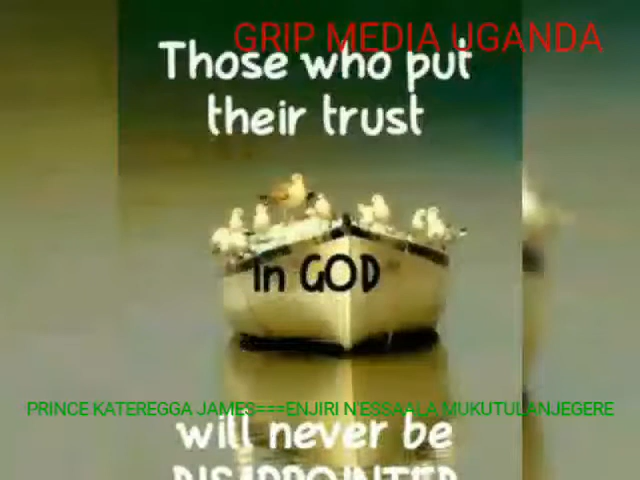 GRIP MEDIA UGANDA
Those who put
their trust
In GOD
PRINCE KATEREGGA JAMES===ENJIRI N'ESSAALA MUKUTULANJEGERE
will never be
DISAPPOINTED